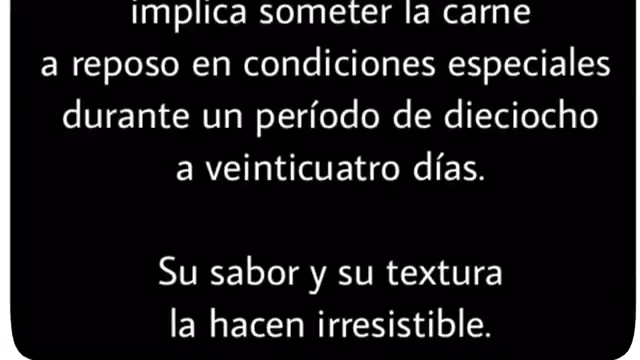 implica someter la carne
a reposo en condiciones especiales
durante un período de dieciocho
a veinticuatro días.
Su sabor y su textura
la hacen irresistible.